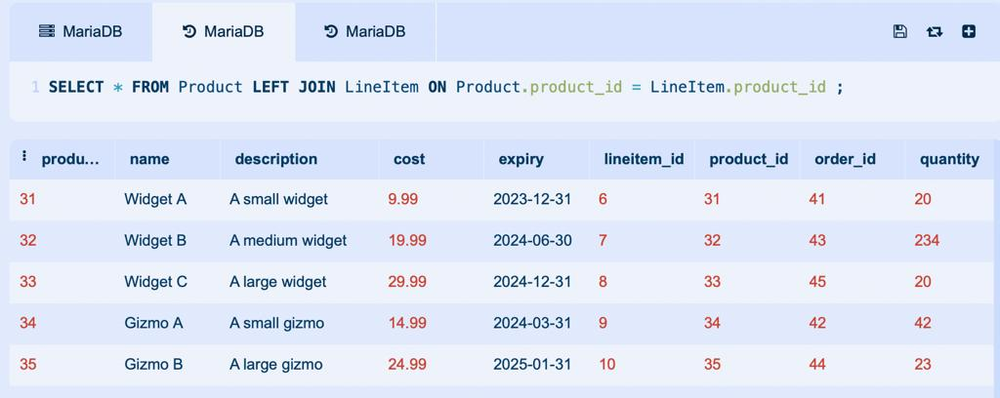 MariaDB MariaDB MariaDB
1 SELECT * FROM Product LEFT JOIN LineItem ON Product.product_id = LineItem.product_id ;
produ... name description cost expiry lineitem_id product_id order_id quantity
31 Widget A A small widget 9.99 2023-12-31 6 31 41 20
32 Widget B A medium widget 19.99 2024-06-30 7 32 43 234
33 Widget C A large widget 29.99 2024-12-31 8 33 45 20
34 Gizmo A A small gizmo 14.99 2024-03-31 9 34 42 42
35 Gizmo B A large gizmo 24.99 2025-01-31 10 35 44 23